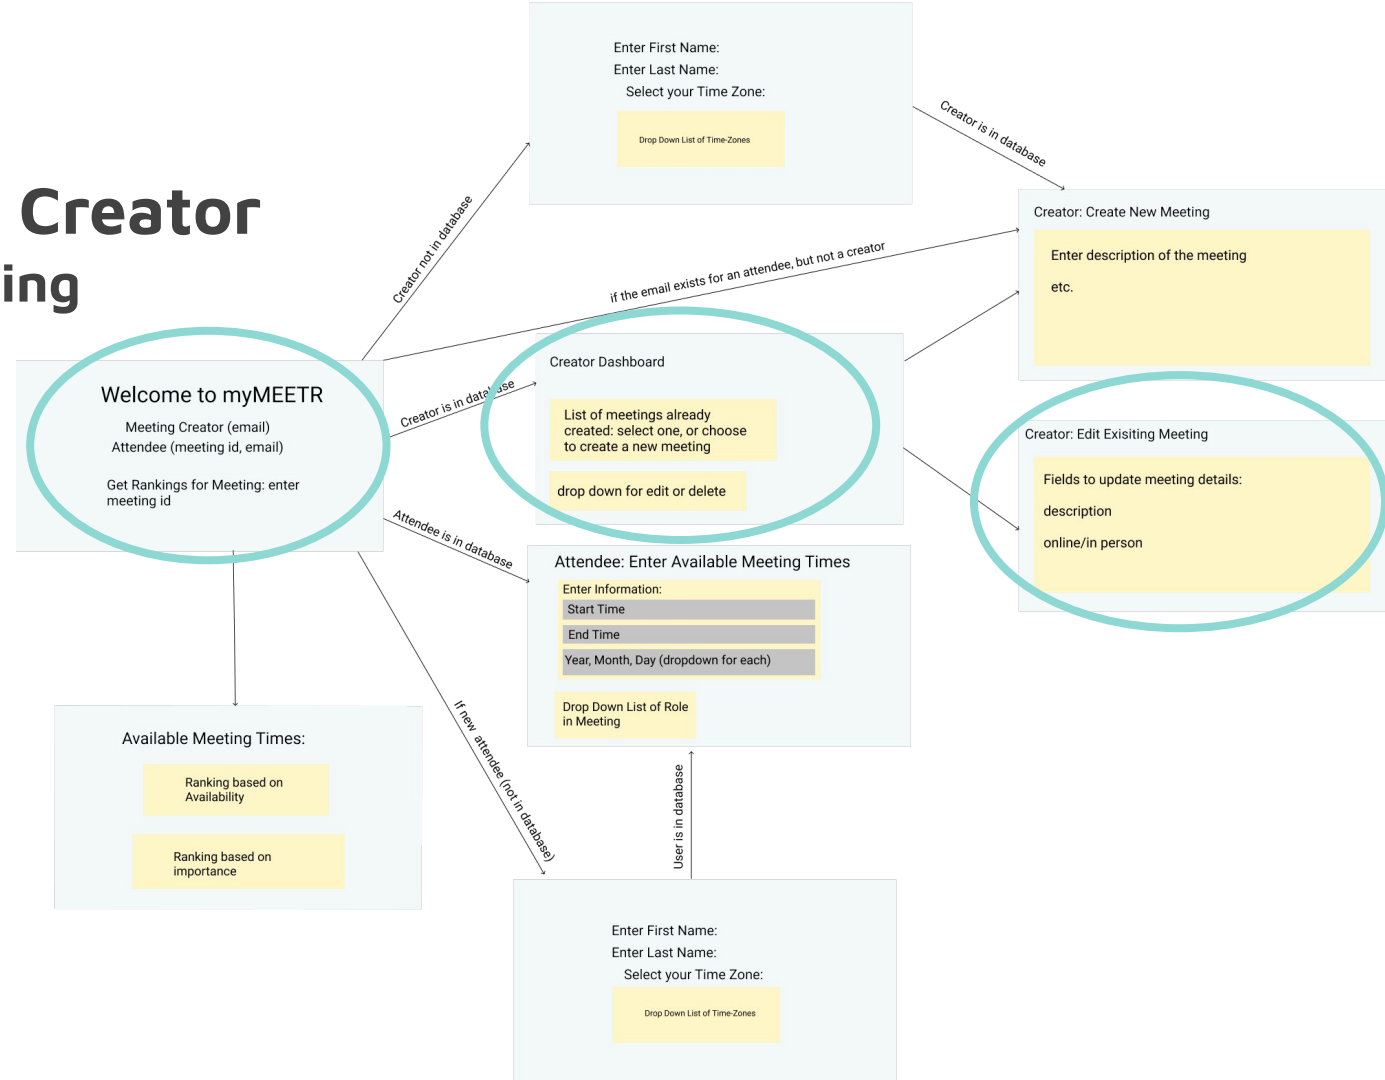 Creator
ing
Enter First Name:
Enter Last Name:
Select your Time Zone:
Drop Down List of Time-Zones
Creator is in database
Creator not in database
if the email exists for an attendee, but not a creator
Creator: Create New Meeting
Enter description of the meeting
etc.
Welcome to myMEETR
Meeting Creator (email)
Attendee (meeting id, email)
Get Rankings for Meeting: enter
meeting id
Creator is in database
Creator Dashboard
List of meetings already
created: select one, or choose
to create a new meeting
drop down for edit or delete
Creator: Edit Exisiting Meeting
Fields to update meeting details:
description
online/in person
Attendee is in database
Attendee: Enter Available Meeting Times
Enter Information:
Start Time
End Time
Year, Month, Day (dropdown for each)
Drop Down List of Role
in Meeting
Available Meeting Times:
Ranking based on
Availability
Ranking based on
importance
If new attendee (not in database)
User is in database
Enter First Name:
Enter Last Name:
Select your Time Zone:
Drop Down List of Time-Zones